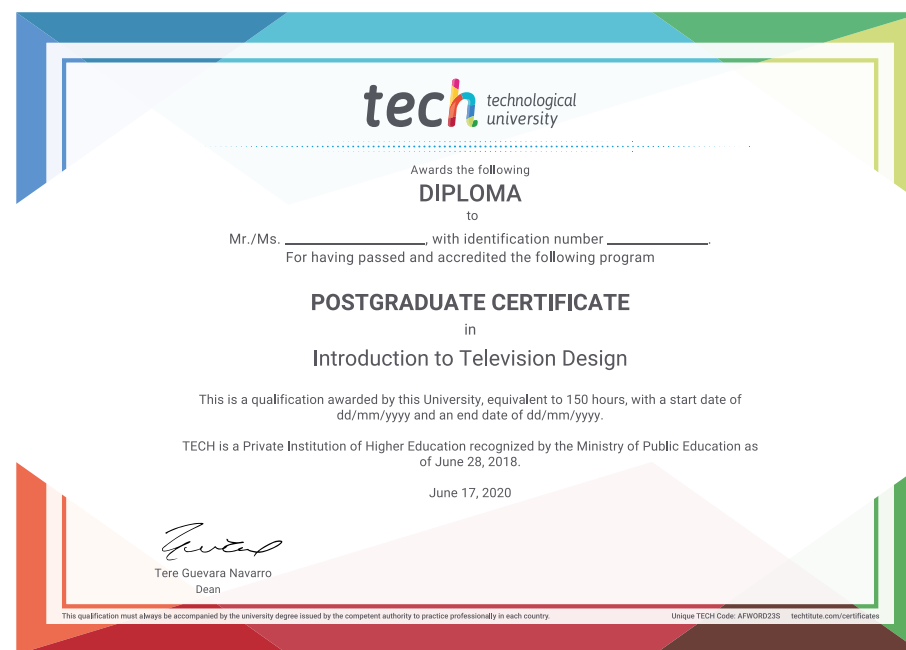 tech technological
university
Awards the following
DIPLOMA
to
Mr./Ms. ____________, with identification number ____________.
For having passed and accredited the following program
POSTGRADUATE CERTIFICATE
in
Introduction to Television Design
This is a qualification awarded by this University, equivalent to 150 hours, with a start date of
dd/mm/yyyy and an end date of dd/mm/yyyy.
TECH is a Private Institution of Higher Education recognized by the Ministry of Public Education as
of June 28, 2018.
June 17, 2020
Tere Guevara Navarro
Dean
This qualification must always be accompanied by the university degree issued by the competent authority to practice professionally in each country.
Unique TECH Code: AFWORD23S techtitute.com/certificates